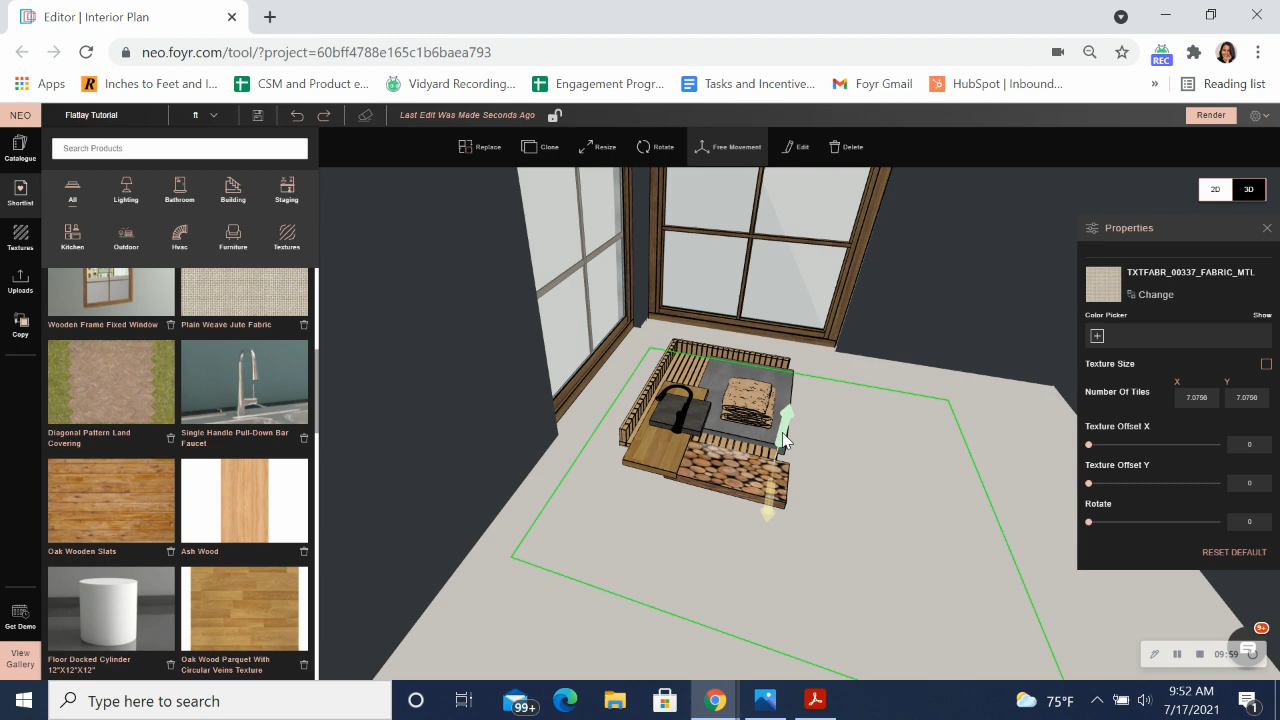 Editor | Interior Plan
neo.foyr.com/tool/?project=60bff4788e165c1b6baea793
REC
Apps
Inches to Feet and I...
CSM and Product e...
Vidyard Recording...
Engagement Progr...
Tasks and Incentive...
Foyr Gmail
HubSpot | Inbound...
»
Reading list
NEO
Flatlay Tutorial
ft
Last Edit Was Made Seconds Ago
Render
Catalogue
Shortlist
Textures
Uploads
Copy
Get Demo
View
Gallery
Search Products
All
Lighting
Bathroom
Building
Staging
Kitchen
Outdoor
Hvac
Furniture
Textures
Wooden Frame Fixed Window
Plain Weave Jute Fabric
Diagonal Pattern Land
Covering
Single Handle Pull-Down Bar
Faucet
Oak Wooden Slats
Ash Wood
Floor Docked Cylinder
12"X12"X12"
Oak Wood Parquet With
Circular Veins Texture
Replace
Clone
Resize
Rotate
Free Movement
Edit
Delete
2D
3D
Properties
TXTFABR_00337_FABRIC_MTL
Change
Color Picker
Show
Texture Size
Number Of Tiles
X
Y
7.0750
7.0750
Texture Offset X
0
Texture Offset Y
0
Rotate
0
RESET DEFAULT
9+
09:59
Type here to search
99+
75°F
9:52 AM
7/17/2021
1